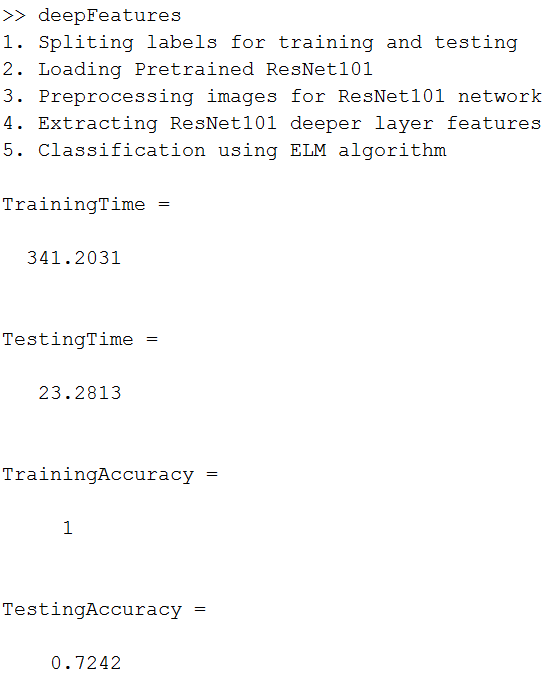 >> deepFeatures
1. Spliting labels for training and testing
2. Loading Pretrained ResNet101
3. Preprocessing images for ResNet101 network
4. Extracting ResNet101 deeper layer features
5. Classification using ELM algorithm
TrainingTime =
341.2031
TestingTime =
23.2813
TrainingAccuracy =
1
TestingAccuracy =
0.7242